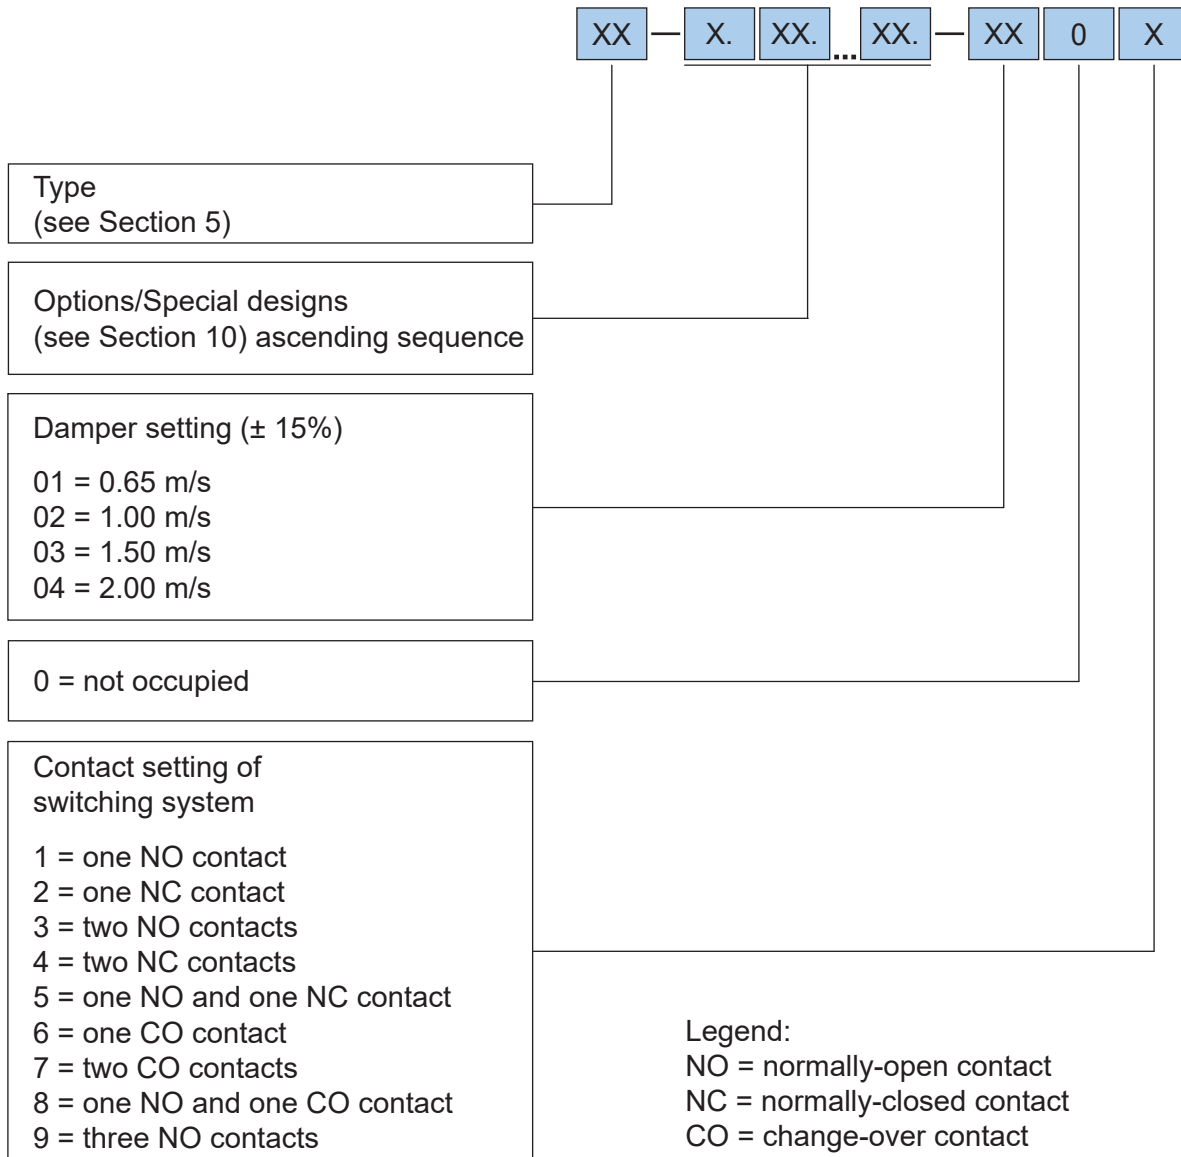 XX — X. XX. ... XX. — XX 0 X
Type
(see Section 5)
Options/Special designs
(see Section 10) ascending sequence
Damper setting (± 15%)
01 = 0.65 m/s
02 = 1.00 m/s
03 = 1.50 m/s
04 = 2.00 m/s
0 = not occupied
Contact setting of
switching system
1 = one NO contact
2 = one NC contact
3 = two NO contacts
4 = two NC contacts
5 = one NO and one NC contact
6 = one CO contact
7 = two CO contacts
8 = one NO and one CO contact
9 = three NO contacts
Legend:
NO = normally-open contact
NC = normally-closed contact
CO = change-over contact